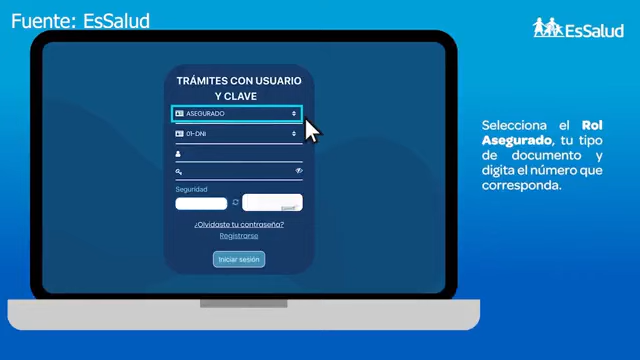 Fuente: EsSalud
EsSalud
TRÁMITES CON USUARIO
Y CLAVE
ASEGURADO
01-DNI
Seguridad
¿Olvidaste tu contraseña?
Registrarse
Iniciar sesión
Selecciona el Rol
Asegurado, tu tipo
de documento y
digita el número que
corresponda.